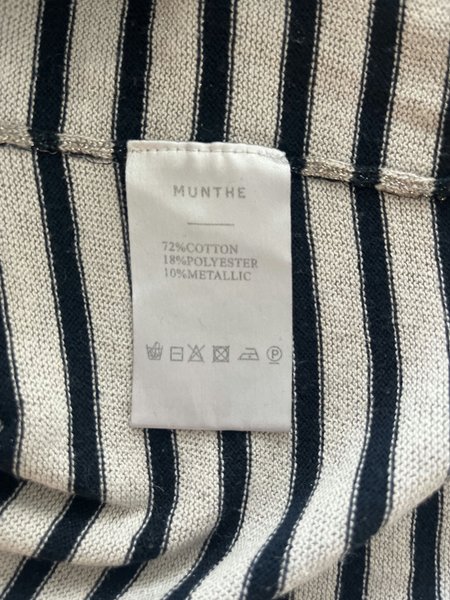 MUNTHE
72%COTTON
18%POLYESTER
10%METALLIC
P